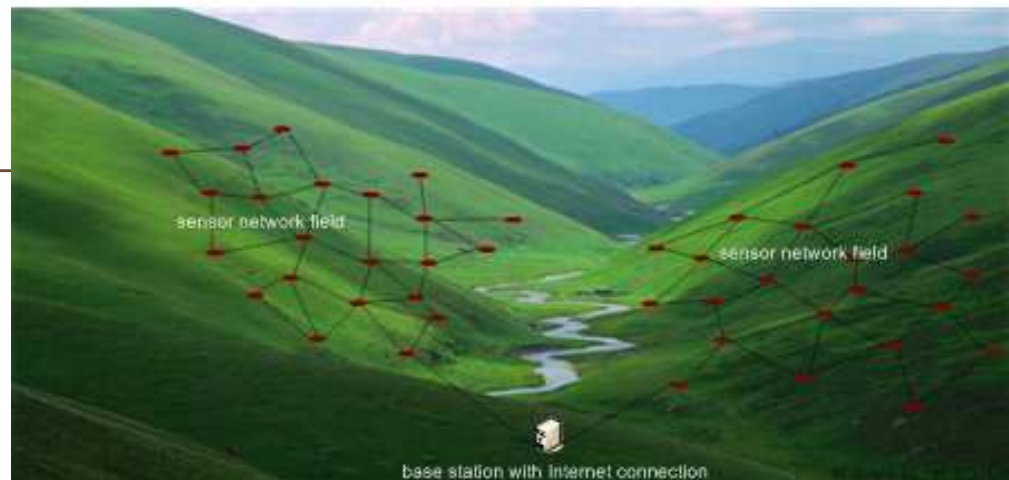 sensor network field
sensor network field
base station with Internet connection